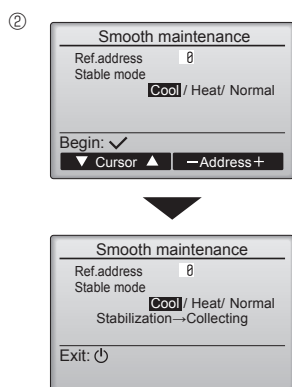 ②
Smooth maintenance
Ref.address 0
Stable mode
Cool / Heat/ Normal
Begin: ✓
▼ Cursor ▲ －Address＋
Smooth maintenance
Ref.address 0
Stable mode
Cool / Heat/ Normal
Stabilization→Collecting
Exit: ⏻